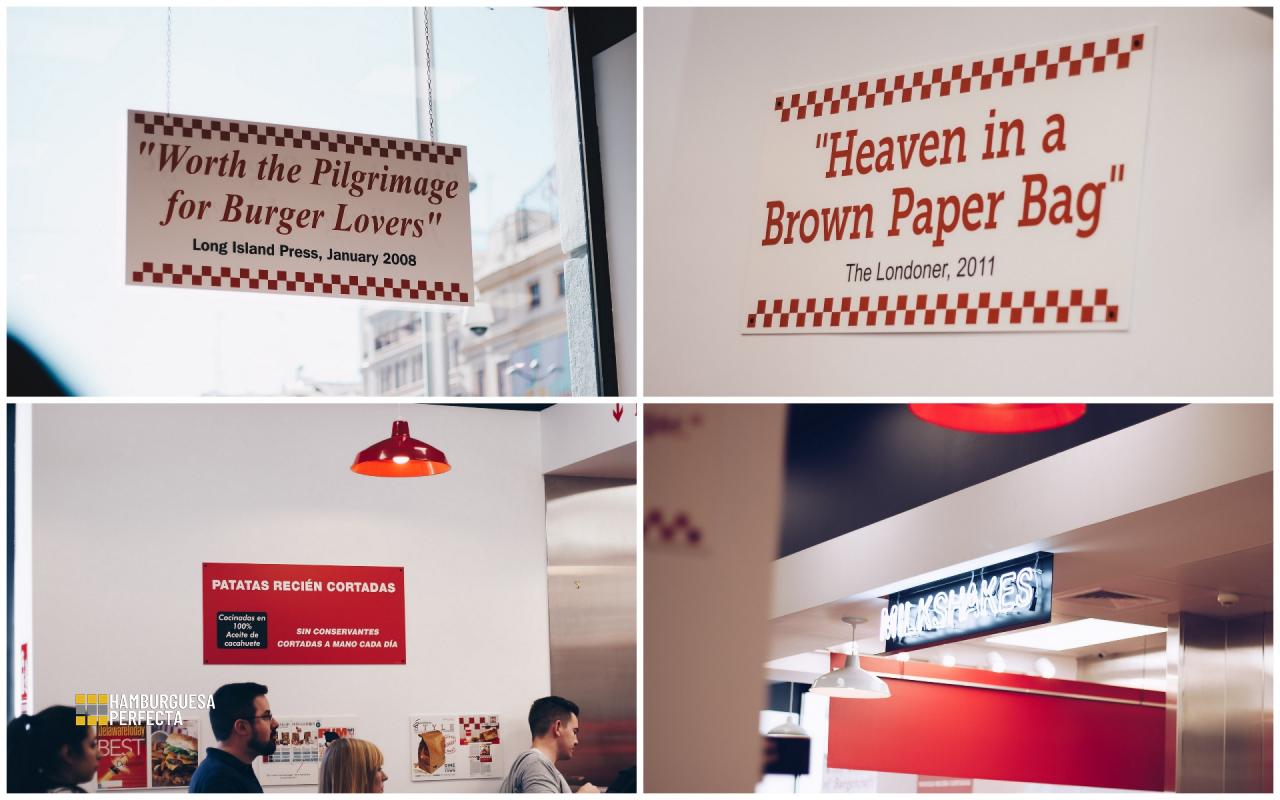 "Worth the Pilgrimage
for Burger Lovers"
Long Island Press, January 2008
"Heaven in a
Brown Paper Bag"
The Londoner, 2011
PATATAS RECIÉN CORTADAS
Cocinadas en
100%
Aceite de
cacahuete
SIN CONSERVANTES
CORTADAS A MANO CADA DÍA
HAMBURGUESA
PERFECTA
DelawareToday
BEST
STYLE
MILKSHAKES